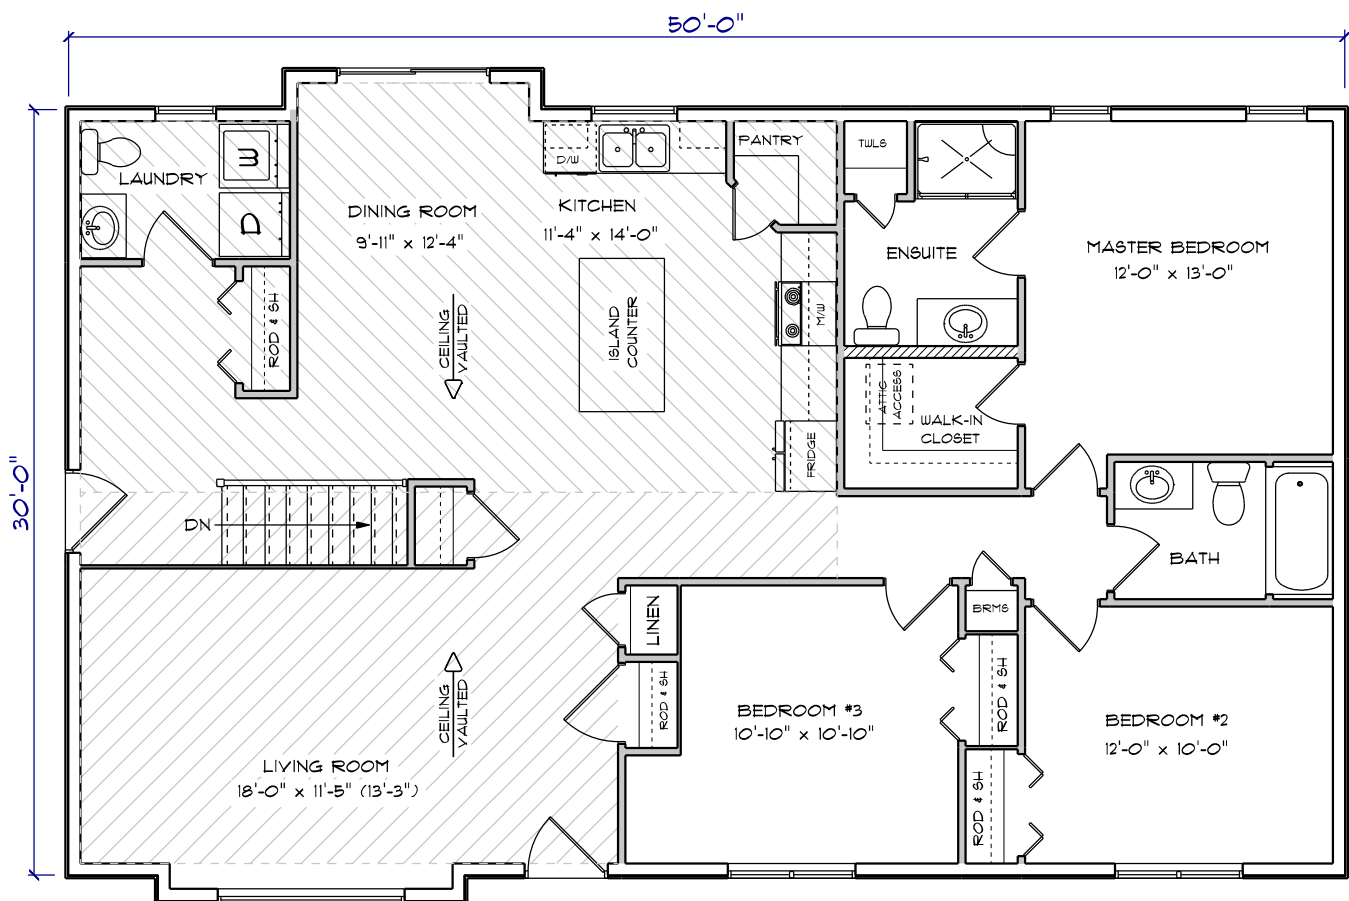 50'-0"
30'-0"
LAUNDRY
W
D
ROD & SH
DINING ROOM
9'-11" x 12'-4"
KITCHEN
11'-4" x 14'-0"
D/W
PANTRY
ISLAND
COUNTER
M/W
FRIDGE
CEILING
VAULTED
TWLS
ENSUITE
ATTIC
ACCESS
WALK-IN
CLOSET
MASTER BEDROOM
12'-0" x 13'-0"
DN
BATH
LINEN
ROD & SH
BRMS
ROD & SH
ROD & SH
CEILING
VAULTED
LIVING ROOM
18'-0" x 11'-5" (13'-3")
BEDROOM #3
10'-10" x 10'-10"
BEDROOM #2
12'-0" x 10'-0"